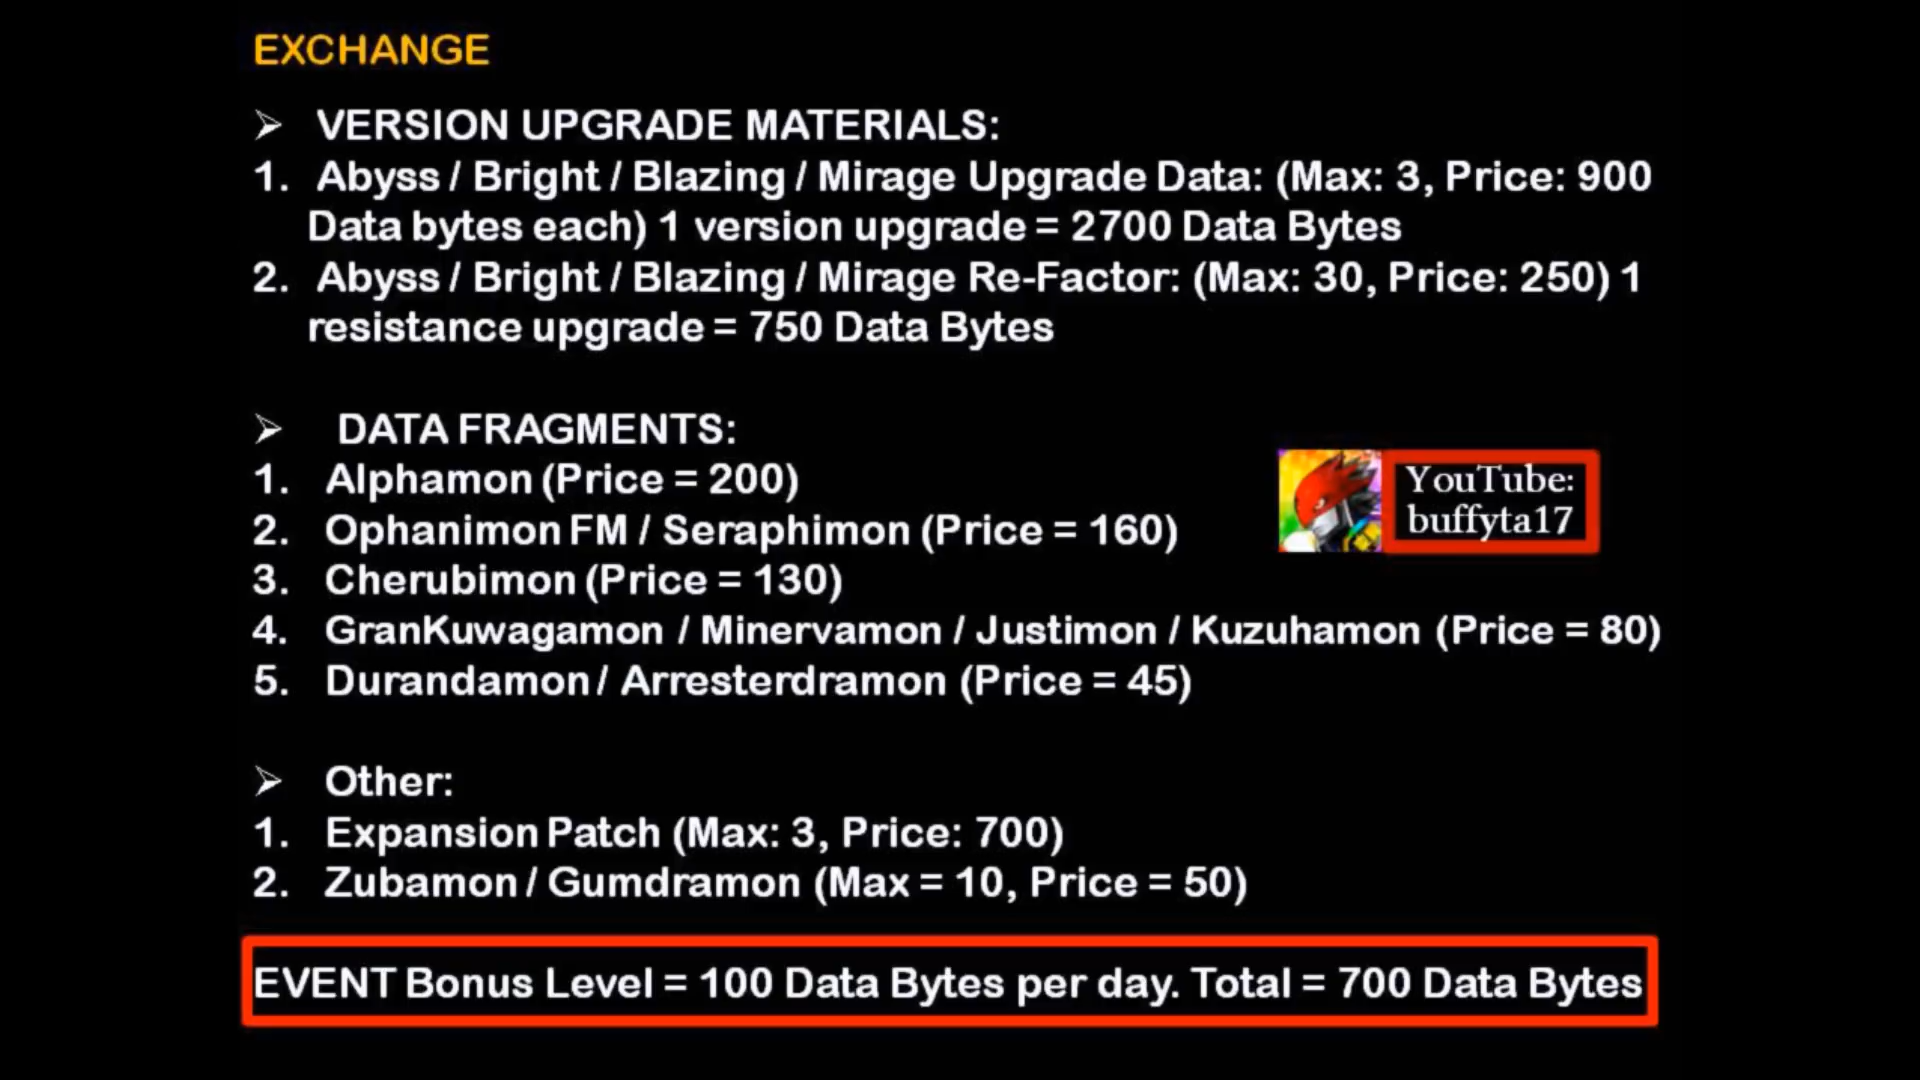 EXCHANGE
➢ VERSION UPGRADE MATERIALS:
1. Abyss / Bright / Blazing / Mirage Upgrade Data: (Max: 3, Price: 900
Data bytes each) 1 version upgrade = 2700 Data Bytes
2. Abyss / Bright / Blazing / Mirage Re-Factor: (Max: 30, Price: 250) 1
resistance upgrade = 750 Data Bytes
➢ DATA FRAGMENTS:
1. Alphamon (Price = 200)
2. Ophanimon FM / Seraphimon (Price = 160)
3. Cherubimon (Price = 130)
4. GranKuwagamon / Minervamon / Justimon / Kuzuhamon (Price = 80)
5. Durandamon / Arresterdramon (Price = 45)
YouTube:
buffyta17
➢ Other:
1. Expansion Patch (Max: 3, Price: 700)
2. Zubamon / Gumdramon (Max = 10, Price = 50)
EVENT Bonus Level = 100 Data Bytes per day. Total = 700 Data Bytes